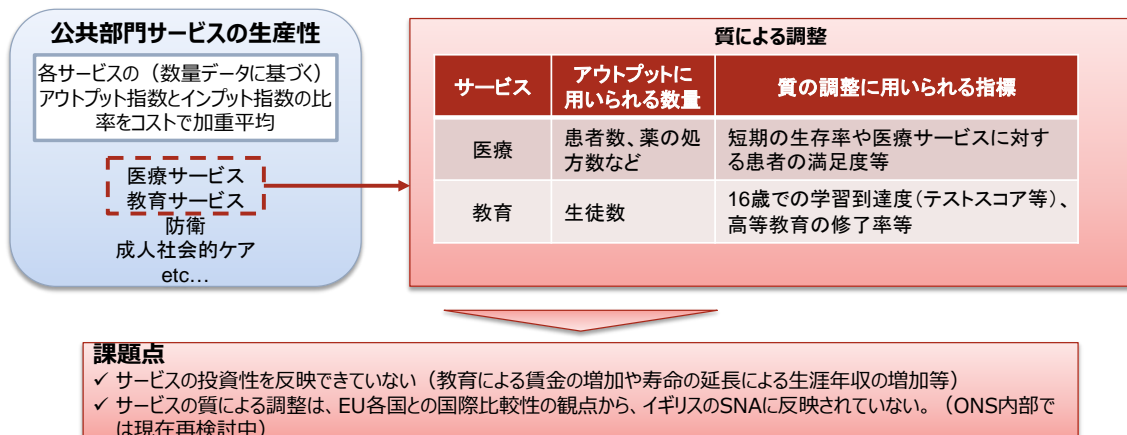 公共部門サービスの生産性
各サービスの（数量データに基づく）
アウトプット指数とインプット指数の比
率をコストで加重平均
医療サービス
教育サービス
防衛
成人社会的ケア
etc…
質による調整
サービス
アウトプットに
用いられる数量
質の調整に用いられる指標
医療
患者数、薬の処
方数など
短期の生存率や医療サービスに対す
る患者の満足度等
教育
生徒数
16歳での学習到達度（テストスコア等）、
高等教育の修了率等
課題点
✓ サービスの投資性を反映できていない（教育による賃金の増加や寿命の延長による生涯年収の増加等）
✓ サービスの質による調整は、EU各国との国際比較性の観点から、イギリスのSNAに反映されていない。（ONS内部で
は現在再検討中）